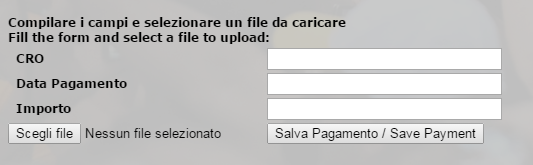 Compilare i campi e selezionare un file da caricare
Fill the form and select a file to upload:
CRO
Data Pagamento
Importo
Scegli file Nessun file selezionato Salva Pagamento / Save Payment